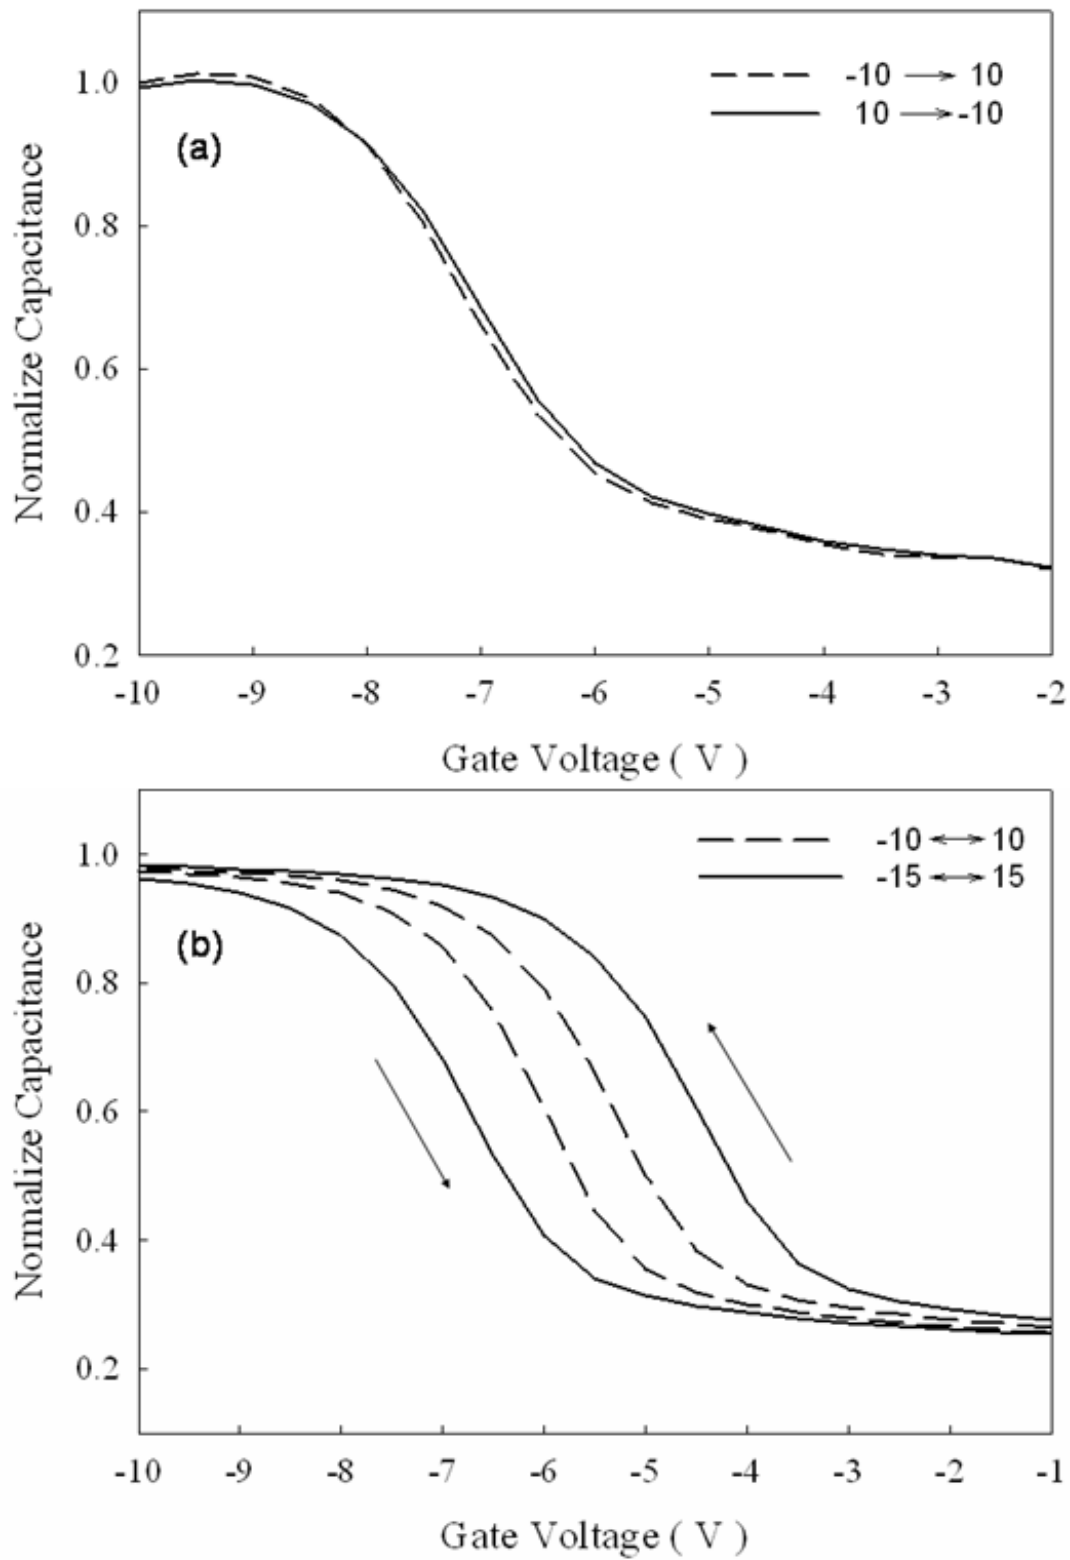 -10 → 10
10 → -10
(a)
Normalize Capacitance
1.0
0.8
0.6
0.4
0.2
-10 -9 -8 -7 -6 -5 -4 -3 -2
Gate Voltage ( V )
-10 ↔ 10
-15 ↔ 15
(b)
Normalize Capacitance
1.0
0.8
0.6
0.4
0.2
-10 -9 -8 -7 -6 -5 -4 -3 -2 -1
Gate Voltage ( V )